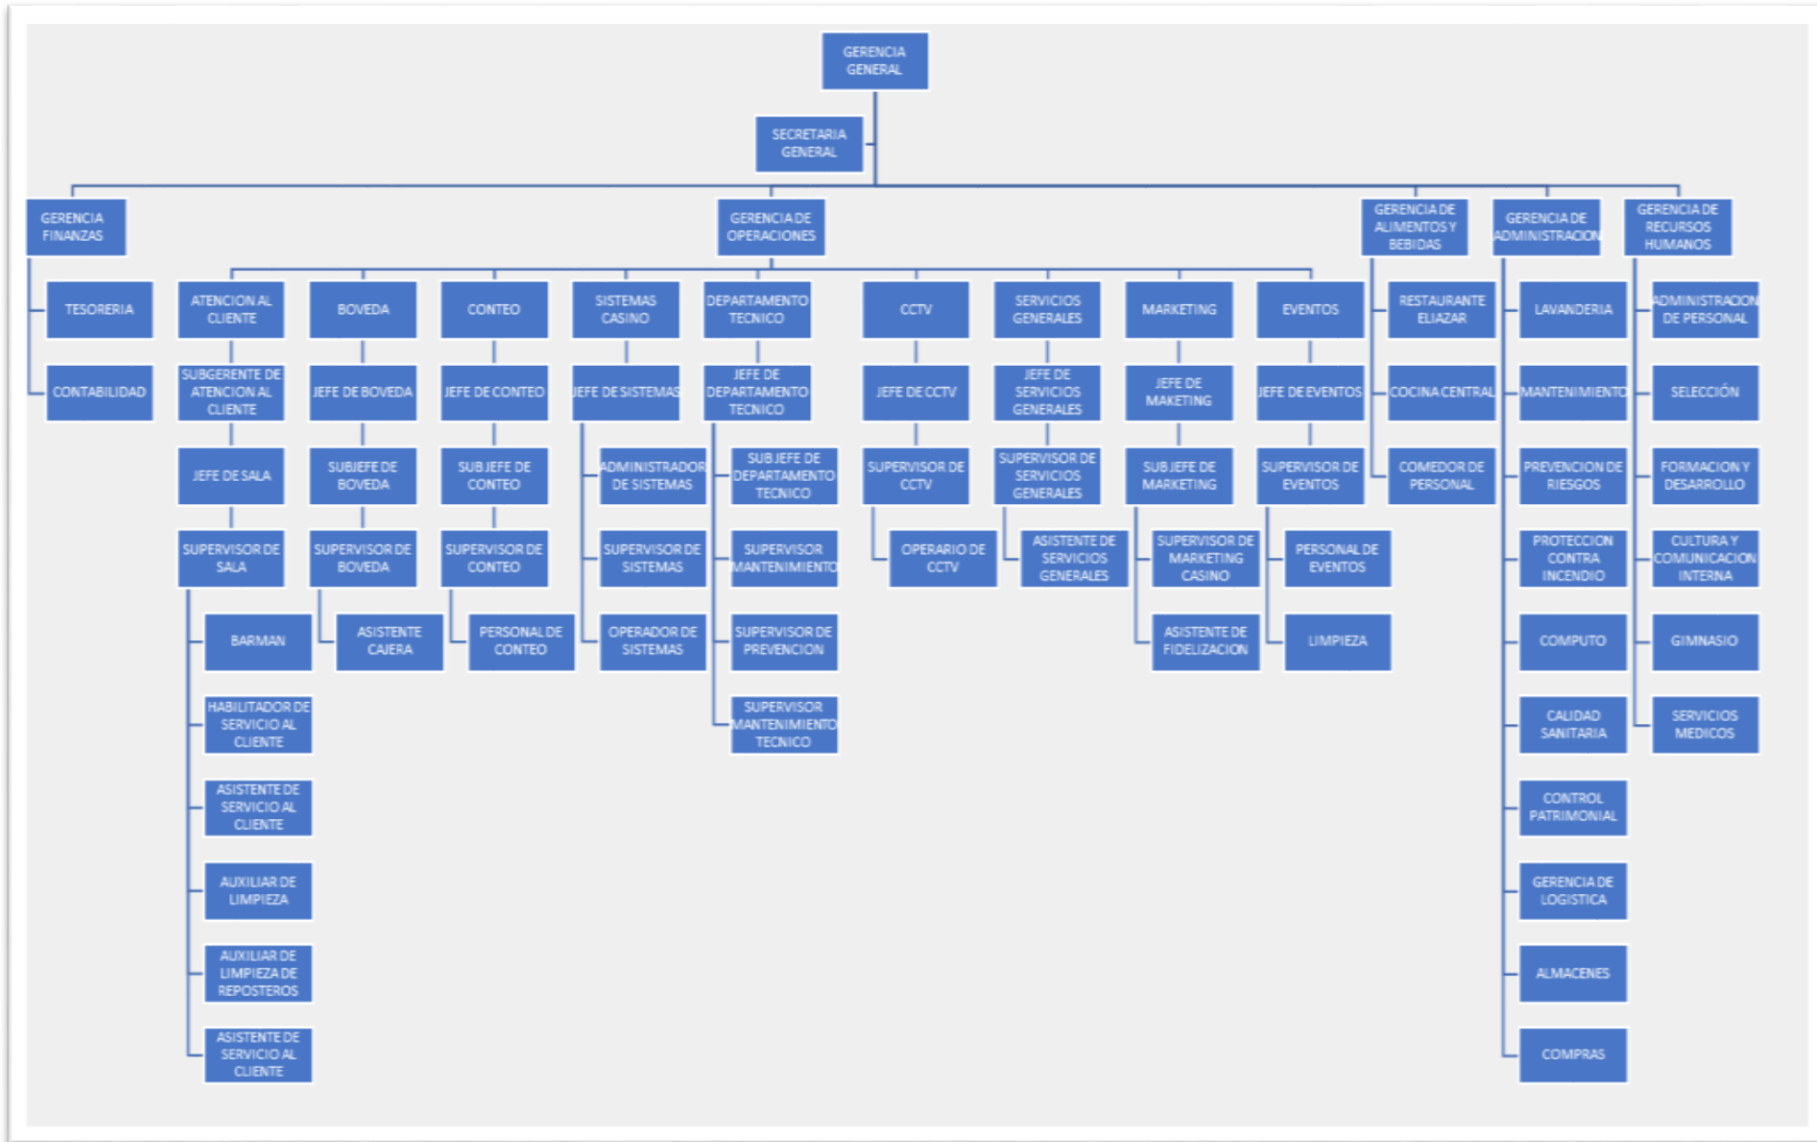 GERENCIA
GENERAL
SECRETARIA
GENERAL
GERENCIA
FINANZAS
GERENCIA DE
OPERACIONES
GERENCIA DE
ALIMENTOS Y
BEBIDAS
GERENCIA DE
ADMINISTRACION
GERENCIA DE
RECURSOS
HUMANOS
TESORERIA
CONTABILIDAD
ATENCION AL
CLIENTE
SUBGERENTE DE
ATENCION AL
CLIENTE
JEFE DE SALA
SUPERVISOR DE
SALA
BARMAN
HABILITADOR DE
SERVICIO AL
CLIENTE
ASISTENTE DE
SERVICIO AL
CLIENTE
AUXILIAR DE
LIMPIEZA
AUXILIAR DE
LIMPIEZA DE
REPOSTEROS
ASISTENTE DE
SERVICIO AL
CLIENTE
BOVEDA
JEFE DE BOVEDA
SUBJEFE DE
BOVEDA
SUPERVISOR DE
BOVEDA
ASISTENTE
CAJERA
CONTEO
JEFE DE CONTEO
SUB JEFE DE
CONTEO
SUPERVISOR DE
CONTEO
PERSONAL DE
CONTEO
SISTEMAS
CASINO
JEFE DE SISTEMAS
ADMINISTRADOR
DE SISTEMAS
SUPERVISOR DE
SISTEMAS
OPERADOR DE
SISTEMAS
DEPARTAMENTO
TECNICO
JEFE DE
DEPARTAMENTO
TECNICO
SUB JEFE DE
DEPARTAMENTO
TECNICO
SUPERVISOR
MANTENIMIENTO
SUPERVISOR DE
PREVENCION
SUPERVISOR
MANTENIMIENTO
TECNICO
CCTV
JEFE DE CCTV
SUPERVISOR DE
CCTV
OPERARIO DE
CCTV
SERVICIOS
GENERALES
JEFE DE
SERVICIOS
GENERALES
SUPERVISOR DE
SERVICIOS
GENERALES
ASISTENTE DE
SERVICIOS
GENERALES
MARKETING
JEFE DE
MAKETING
SUB JEFE DE
MARKETING
SUPERVISOR DE
MARKETING
CASINO
ASISTENTE DE
FIDELIZACION
EVENTOS
JEFE DE EVENTOS
SUPERVISOR DE
EVENTOS
PERSONAL DE
EVENTOS
LIMPIEZA
RESTAURANTE
ELIAZAR
COCINA CENTRAL
COMEDOR DE
PERSONAL
LAVANDERIA
MANTENIMIENTO
PREVENCION DE
RIESGOS
PROTECCION
CONTRA
INCENDIO
COMPUTO
CALIDAD
SANITARIA
CONTROL
PATRIMONIAL
GERENCIA DE
LOGISTICA
ALMACENES
COMPRAS
ADMINISTRACION
DE PERSONAL
SELECCIÓN
FORMACION Y
DESARROLLO
CULTURA Y
COMUNICACION
INTERNA
GIMNASIO
SERVICIOS
MEDICOS